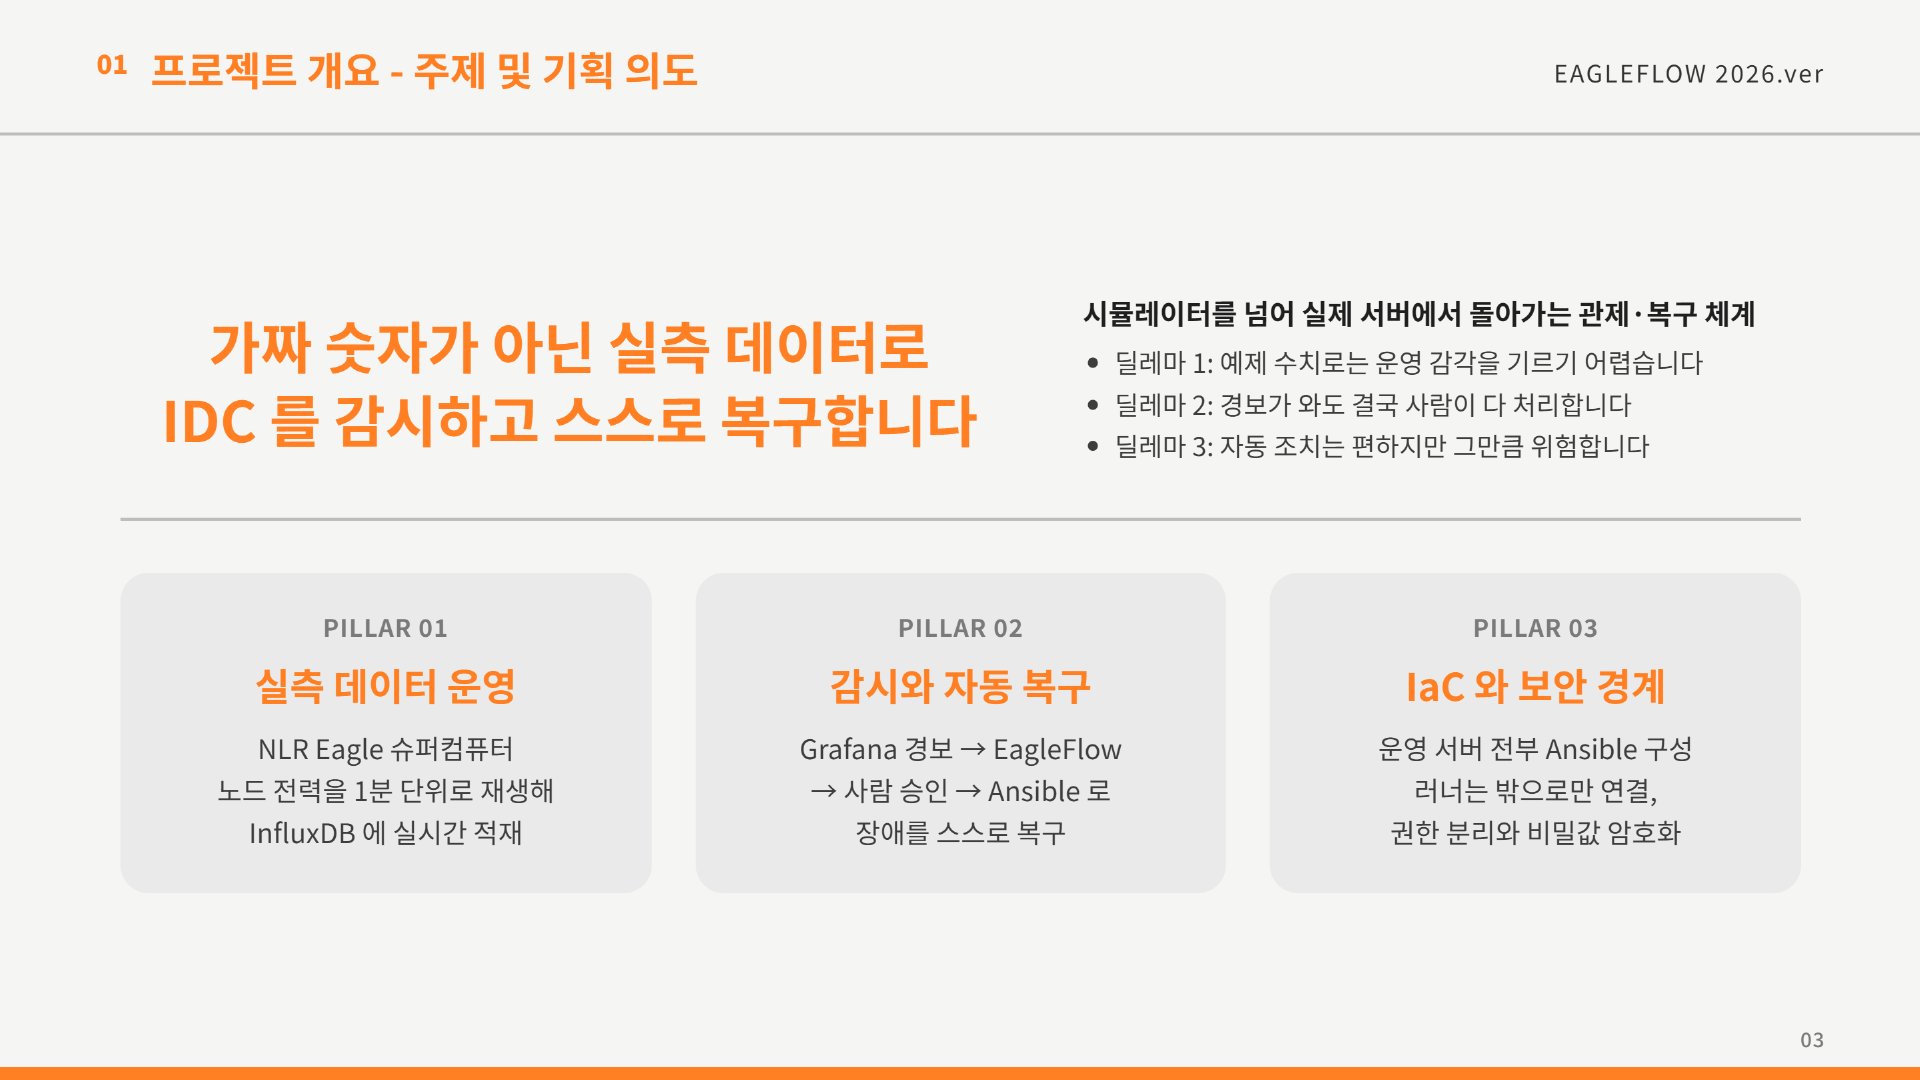 01 프로젝트 개요 - 주제 및 기획 의도
EAGLEFLOW 2026.ver
가짜 숫자가 아닌 실측 데이터로
IDC 를 감시하고 스스로 복구합니다
시뮬레이터를 넘어 실제 서버에서 돌아가는 관제·복구 체계
• 딜레마 1: 예제 수치로는 운영 감각을 기르기 어렵습니다
• 딜레마 2: 경보가 와도 결국 사람이 다 처리합니다
• 딜레마 3: 자동 조치는 편하지만 그만큼 위험합니다
PILLAR 01
실측 데이터 운영
NLR Eagle 슈퍼컴퓨터
노드 전력을 1분 단위로 재생해
InfluxDB 에 실시간 적재
PILLAR 02
감시와 자동 복구
Grafana 경보 → EagleFlow
→ 사람 승인 → Ansible 로
장애를 스스로 복구
PILLAR 03
IaC 와 보안 경계
운영 서버 전부 Ansible 구성
러너는 밖으로만 연결,
권한 분리와 비밀값 암호화
03